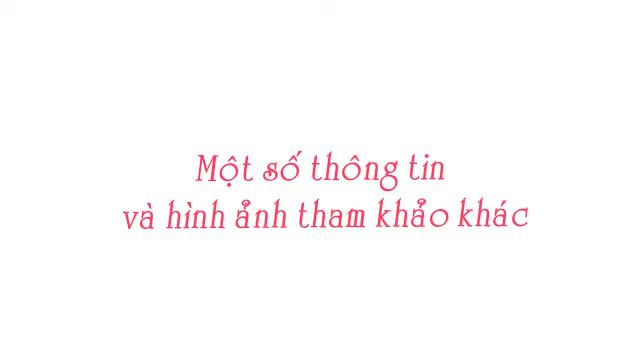 Một số thông tin
và hình ảnh tham khảo khác